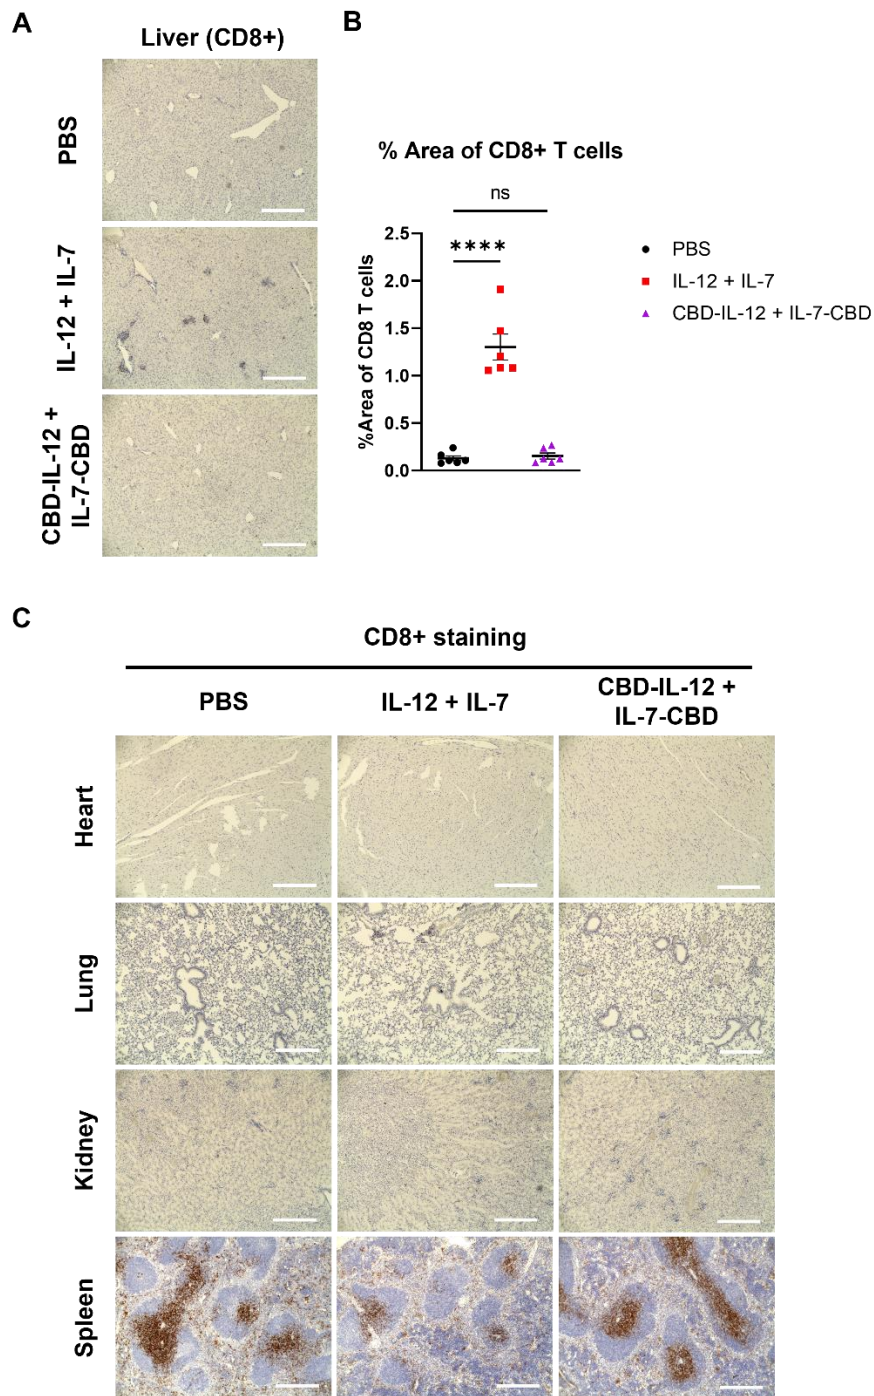 A
Liver (CD8+)
PBS
IL-12 + IL-7
CBD-IL-12 +
IL-7-CBD
B
% Area of CD8+ T cells
ns
****
%Area of CD8 T cells
2.5
2.0
1.5
1.0
0.5
0.0
PBS
IL-12 + IL-7
CBD-IL-12 + IL-7-CBD
C
CD8+ staining
PBS
IL-12 + IL-7
CBD-IL-12 +
IL-7-CBD
Heart
Lung
Kidney
Spleen